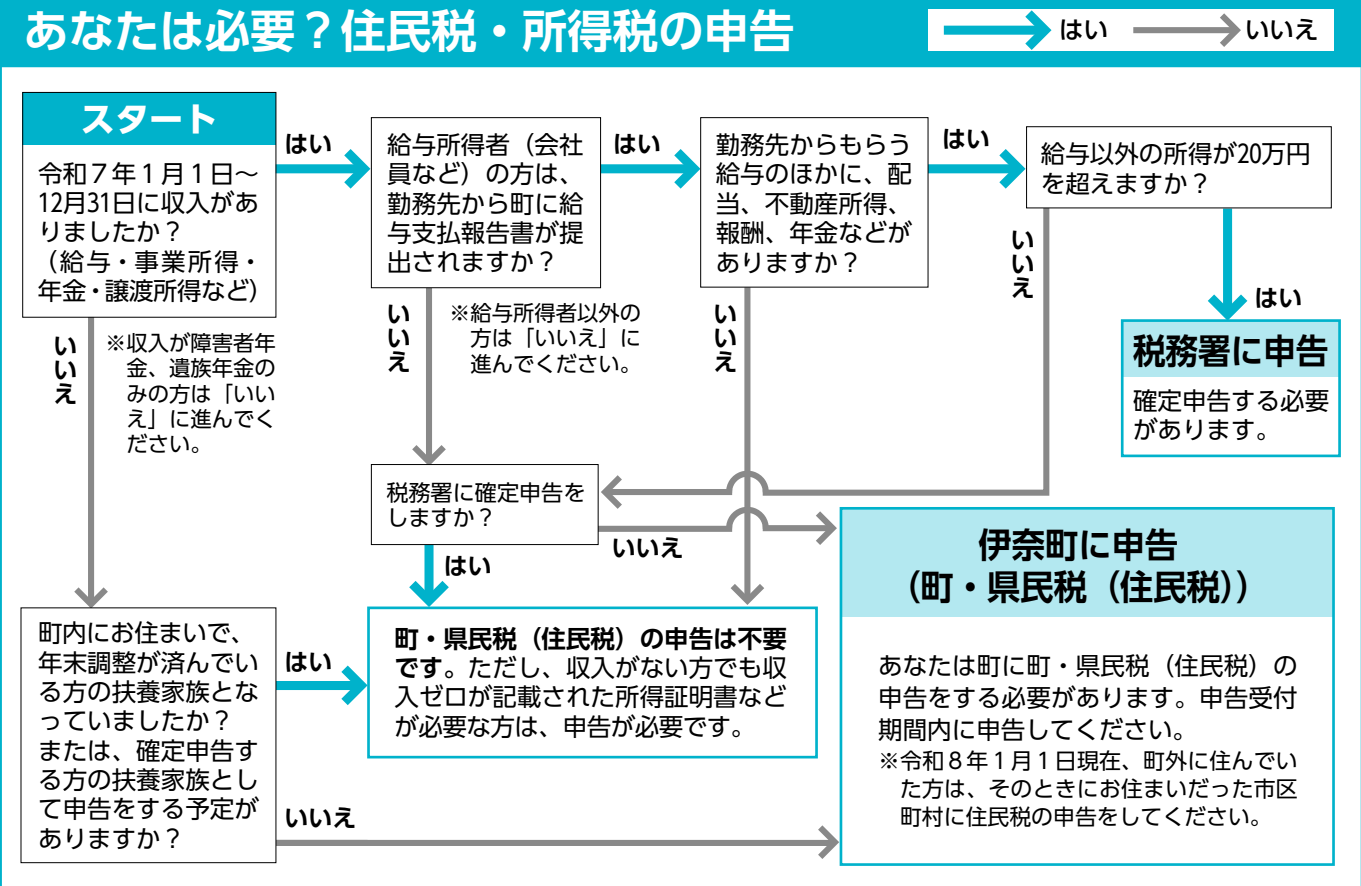 あなたは必要？住民税・所得税の申告
はい
いいえ
スタート
令和７年１月１日～
12月31日に収入があ
りましたか？
（給与・事業所得・
年金・譲渡所得など）
はい
給与所得者（会社
員など）の方は、
勤務先から町に給
与支払報告書が提
出されますか？
はい
勤務先からもらう
給与のほかに、配
当、不動産所得、
報酬、年金などが
ありますか？
はい
給与以外の所得が20万円
を超えますか？
いいえ
※収入が障害者年
金、遺族年金の
みの方は「いい
え」に進んでく
ださい。
いいえ
※給与所得者以外の
方は「いいえ」に
進んでください。
いいえ
いいえ
はい
税務署に申告
確定申告する必要
があります。
税務署に確定申告を
しますか？
いいえ
はい
町内にお住まいで、
年末調整が済んでい
る方の扶養家族とな
っていましたか？
または、確定申告す
る方の扶養家族とし
て申告をする予定が
ありますか？
はい
いいえ
町・県民税（住民税）の申告は不要
です。ただし、収入がない方でも収
入ゼロが記載された所得証明書など
が必要な方は、申告が必要です。
伊奈町に申告
（町・県民税（住民税））
あなたは町に町・県民税（住民税）の
申告をする必要があります。申告受付
期間内に申告してください。
※令和８年１月１日現在、町外に住んでい
た方は、そのときにお住まいだった市区
町村に住民税の申告をしてください。